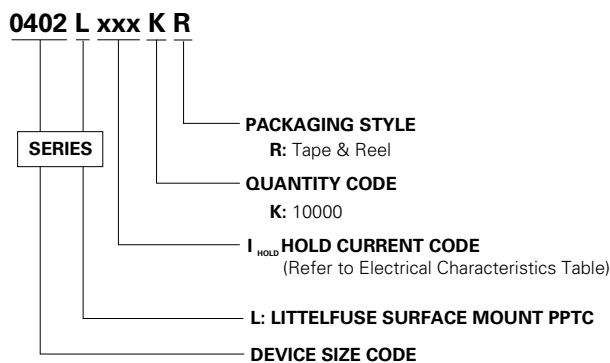 0402 L xxx K R
PACKAGING STYLE
R: Tape & Reel
SERIES
QUANTITY CODE
K: 10000
I HOLD HOLD CURRENT CODE
(Refer to Electrical Characteristics Table)
L: LITTELFUSE SURFACE MOUNT PPTC
DEVICE SIZE CODE